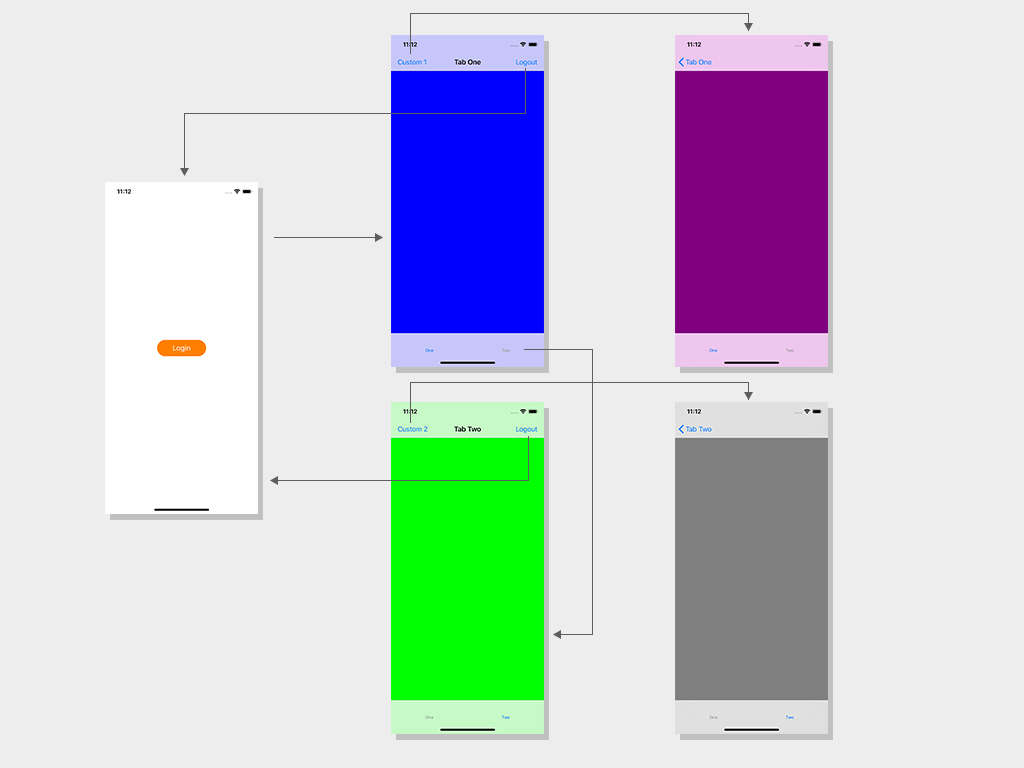 11:12
Custom 1 Tab One Logout
One Two
11:12
Tab One
One Two
11:12
Login
11:12
Custom 2 Tab Two Logout
One Two
11:12
Tab Two
One Two